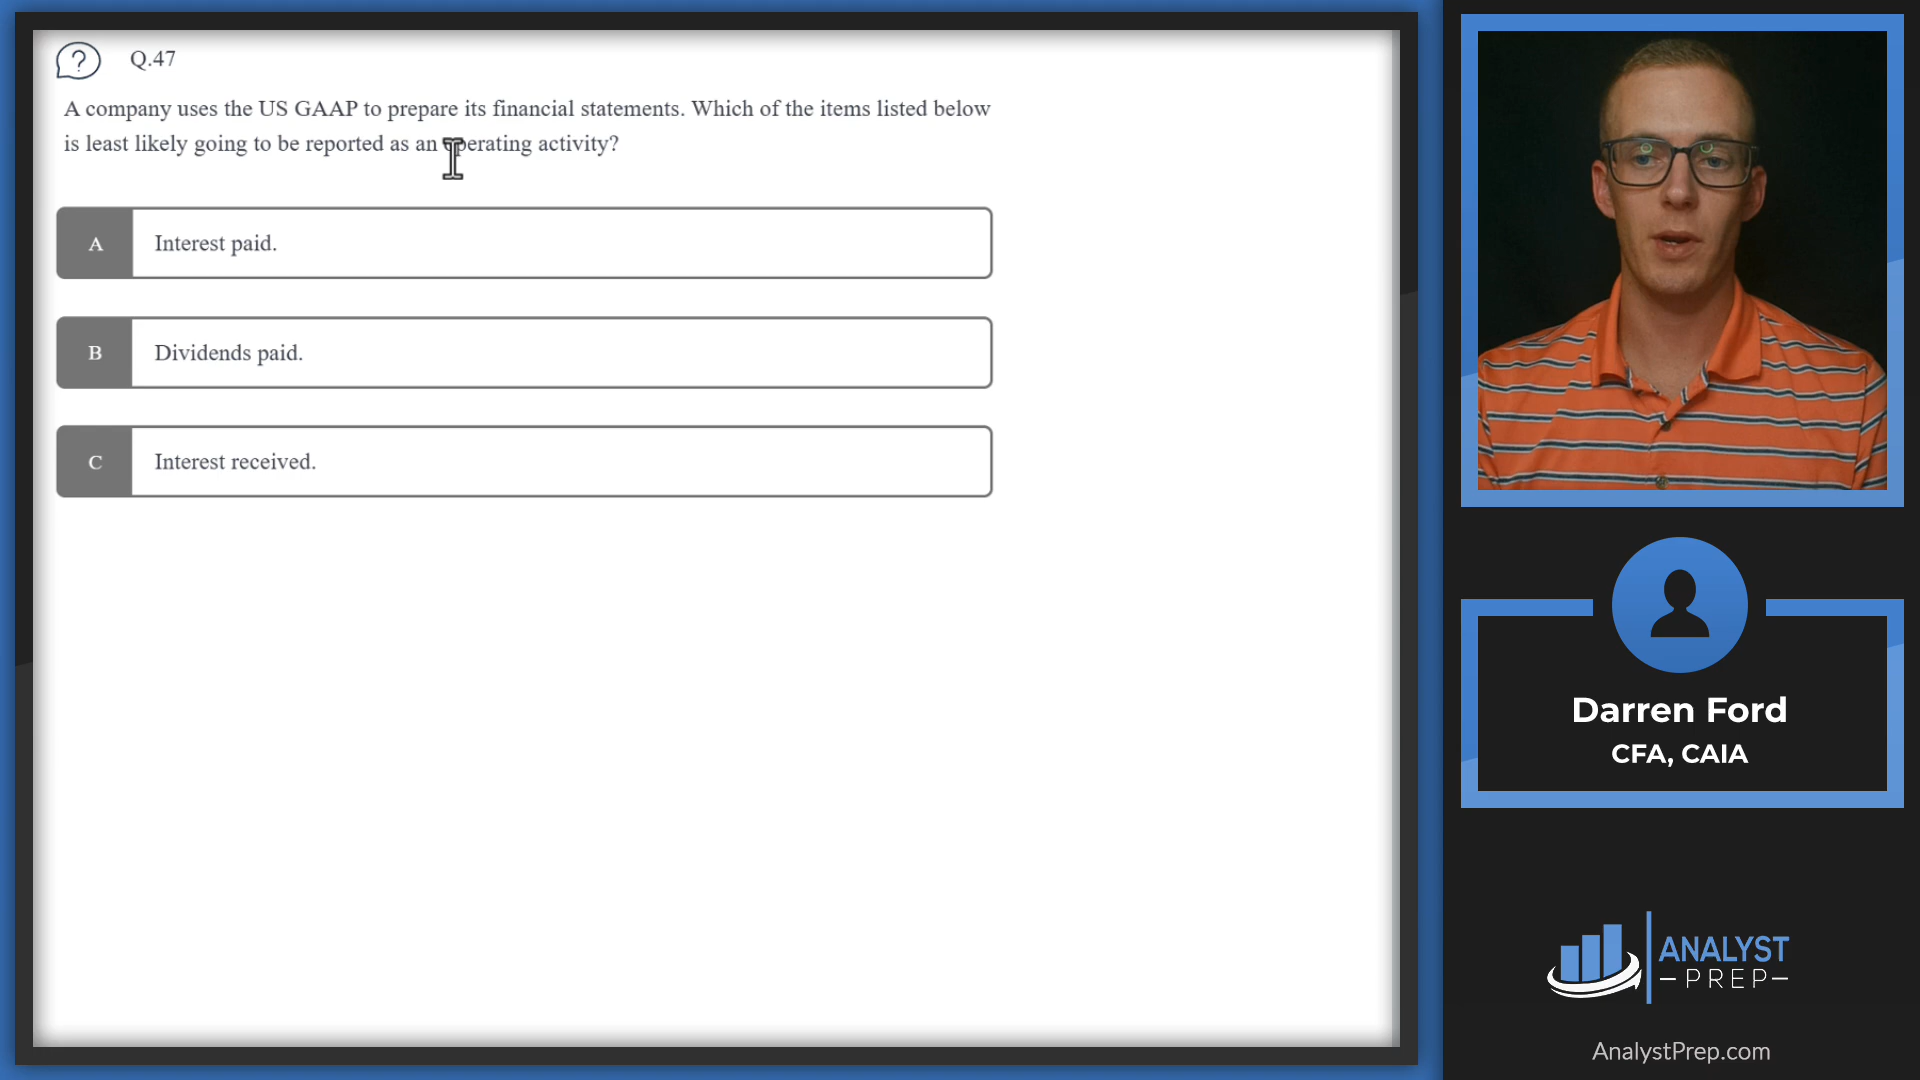 ?
Q.47
A company uses the US GAAP to prepare its financial statements. Which of the items listed below
is least likely going to be reported as an operating activity?
A
Interest paid.
B
Dividends paid.
C
Interest received.
Darren Ford
CFA, CAIA
ANALYST
PREP
AnalystPrep.com